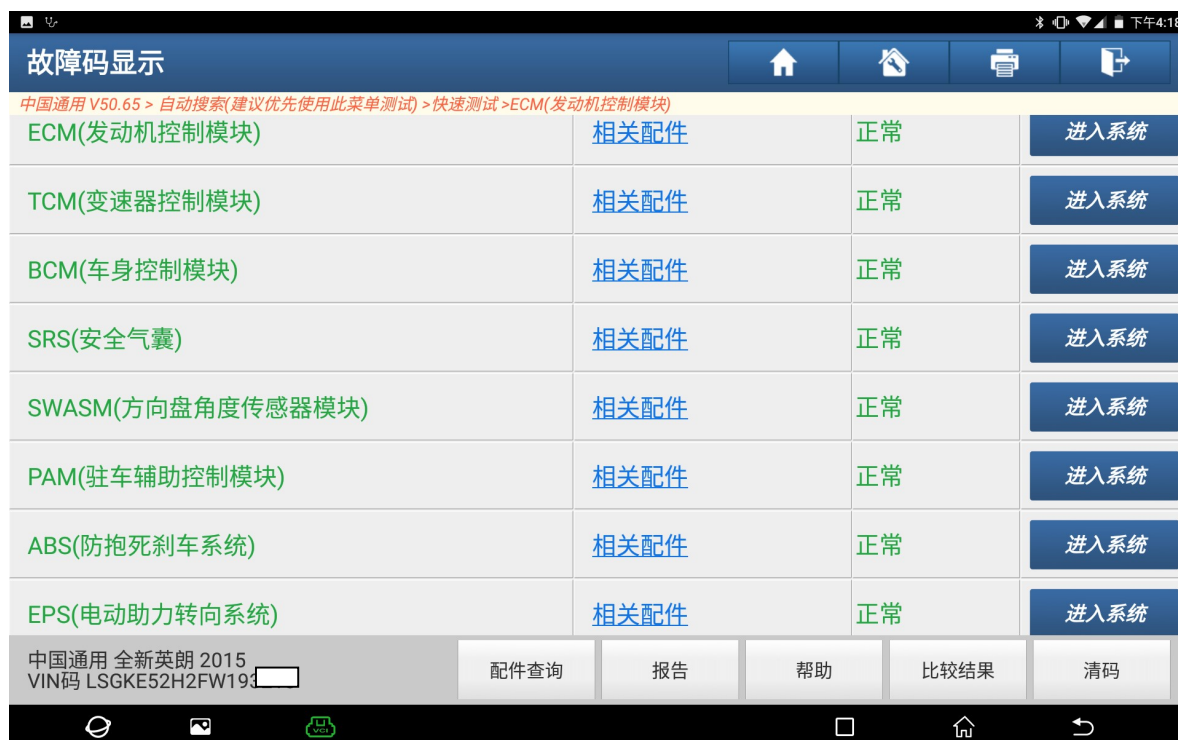 下午4:18
故障码显示
中国通用 V50.65 > 自动搜索(建议优先使用此菜单测试) >快速测试 >ECM(发动机控制模块)
ECM(发动机控制模块) 相关配件 正常 进入系统
TCM(变速器控制模块) 相关配件 正常 进入系统
BCM(车身控制模块) 相关配件 正常 进入系统
SRS(安全气囊) 相关配件 正常 进入系统
SWASM(方向盘角度传感器模块) 相关配件 正常 进入系统
PAM(驻车辅助控制模块) 相关配件 正常 进入系统
ABS(防抱死刹车系统) 相关配件 正常 进入系统
EPS(电动助力转向系统) 相关配件 正常 进入系统
中国通用 全新英朗 2015
VIN码 LSGKE52H2FW193
配件查询 报告 帮助 比较结果 清码
VCI